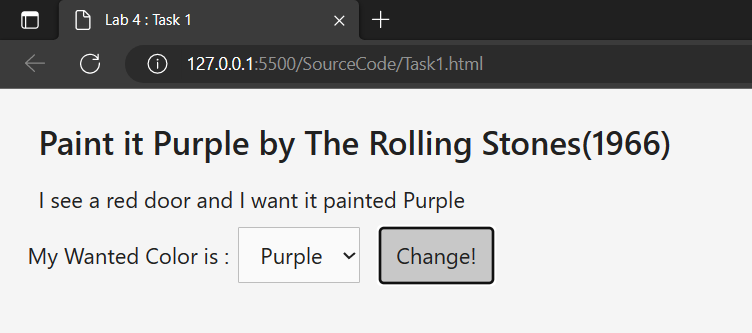 Lab 4 : Task 1
127.0.0.1:5500/SourceCode/Task1.html
Paint it Purple by The Rolling Stones(1966)
I see a red door and I want it painted Purple
My Wanted Color is : Purple Change!